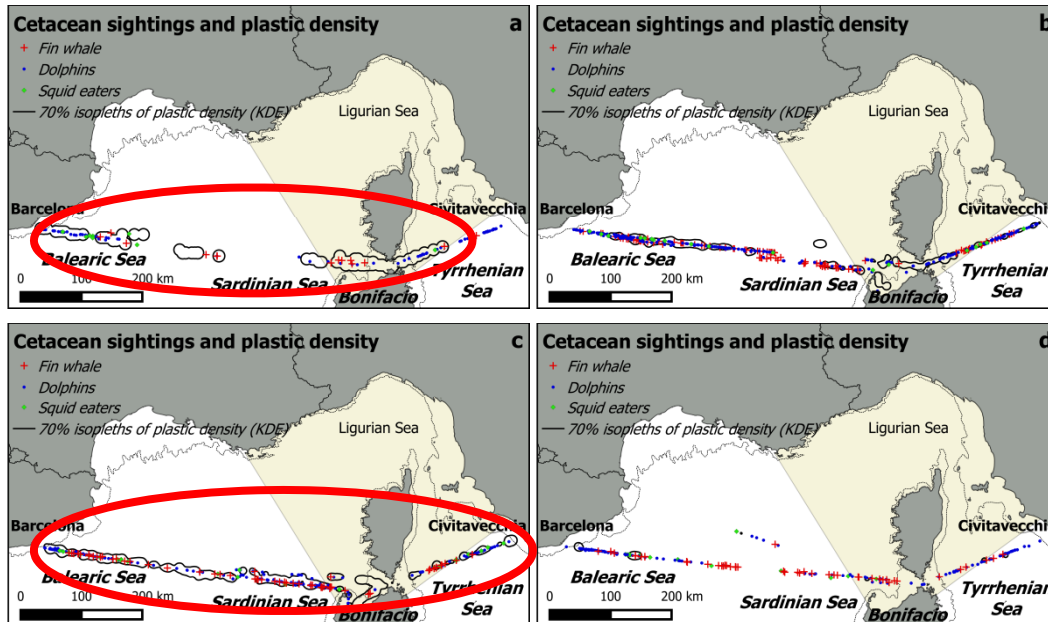 Cetacean sightings and plastic density a
Fin whale
Dolphins
Squid eaters
70% isopleths of plastic density (KDE)
Ligurian Sea
Barcelona
Civitavecchia
Balearic Sea
0 100 200 km
Sardinian Sea
Tyrrhenian
Sea
Bonifacio
Cetacean sightings and plastic density b
Fin whale
Dolphins
Squid eaters
70% isopleths of plastic density (KDE)
Ligurian Sea
Barcelona
Civitavecchia
Balearic Sea
0 100 200 km
Sardinian Sea
Tyrrhenian
Sea
Bonifacio
Cetacean sightings and plastic density c
Fin whale
Dolphins
Squid eaters
70% isopleths of plastic density (KDE)
Ligurian Sea
Barcelona
Civitavecchia
Balearic Sea
0 100 200 km
Sardinian Sea
Tyrrhenian
Sea
Bonifacio
Cetacean sightings and plastic density d
Fin whale
Dolphins
Squid eaters
70% isopleths of plastic density (KDE)
Ligurian Sea
Barcelona
Civitavecchia
Balearic Sea
0 100 200 km
Sardinian Sea
Tyrrhenian
Sea
Bonifacio